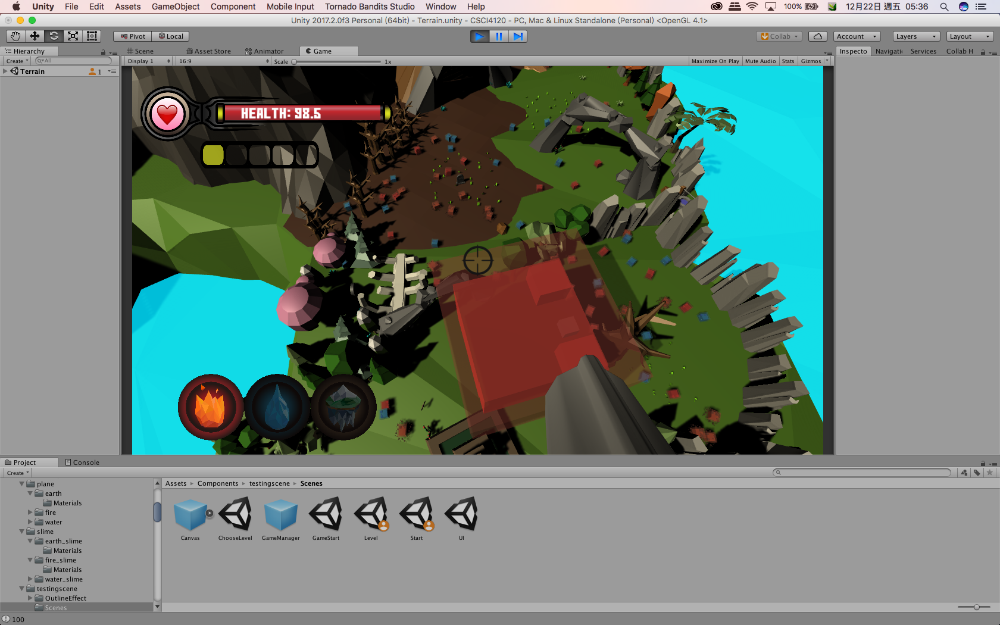 Unity File Edit Assets GameObject Component Mobile Input Tornado Bandits Studio Window Help 100% 12月22日 週五 05:36
Unity 2017.2.0f3 Personal (64bit) - Terrain.unity - CSCI4120 - PC, Mac & Linux Standalone (Personal) <OpenGL 4.1>
Pivot Local Collab Account Layers Layout
Hierarchy Scene Asset Store Animator Game Inspecto Navigati Services Collab H
Create All Display 1 16:9 Scale 1x Maximize On Play Mute Audio Stats Gizmos
Terrain 1
HEALTH: 98.5
Project Console
Create
plane
earth
Materials
fire
water
slime
earth_slime
Materials
fire_slime
Materials
water_slime
testingscene
OutlineEffect
Scenes
Assets Components testingscene Scenes
Canvas ChooseLevel GameManager GameStart Level Start UI
100